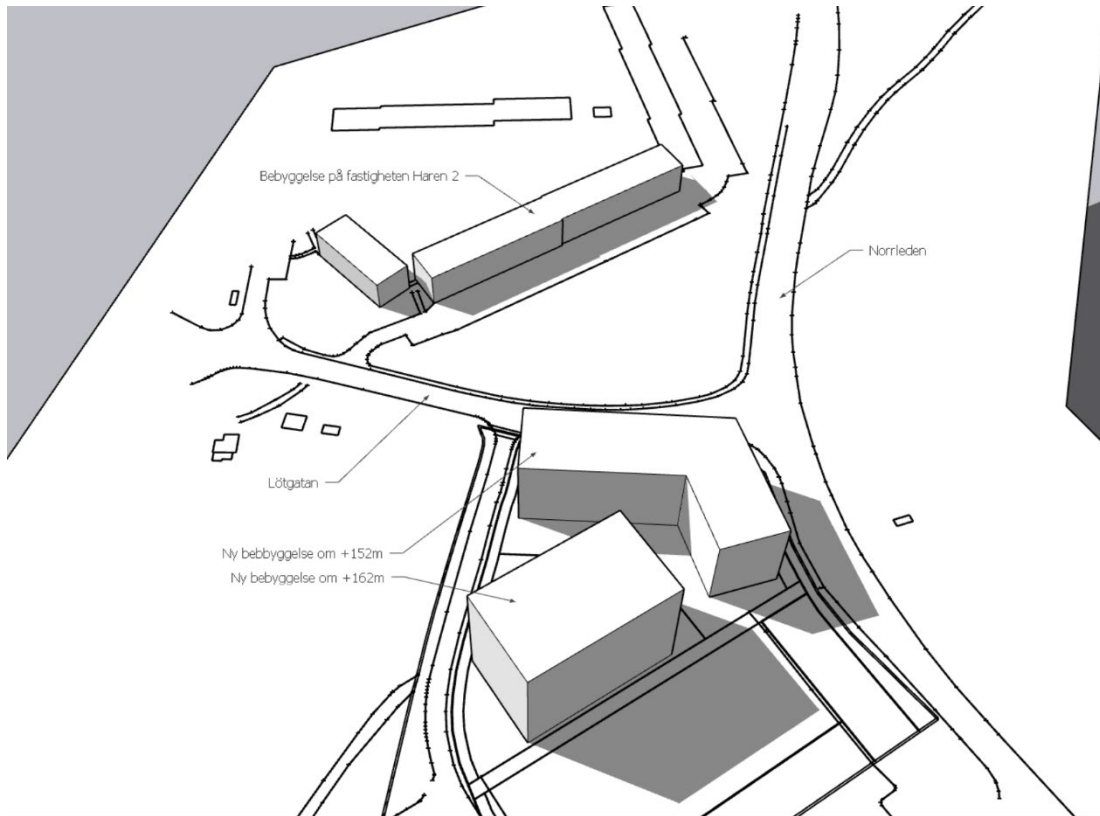 Bebyggelse på fastigheten Haren 2
Norrleden
Lötgatan
Ny bebbyggelse om +152m
Ny bebyggelse om +162m